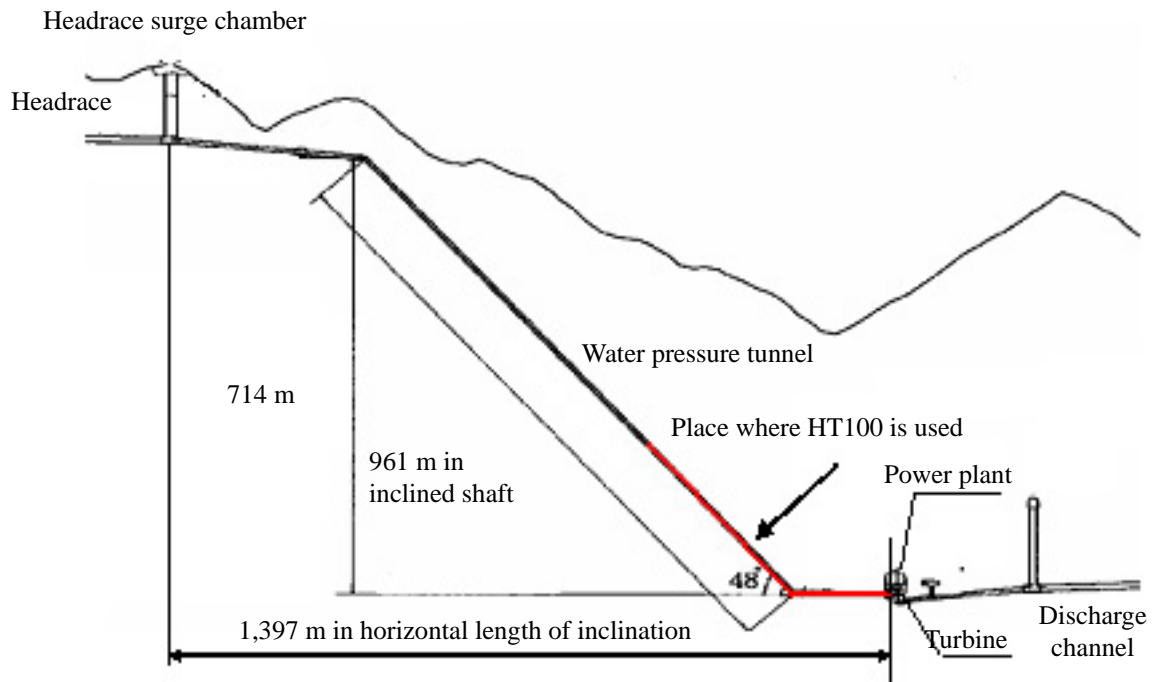 Headrace surge chamber
Headrace
Water pressure tunnel
714 m
Place where HT100 is used
961 m in
inclined shaft
Power plant
48°
1,397 m in horizontal length of inclination
Turbine
Discharge
channel